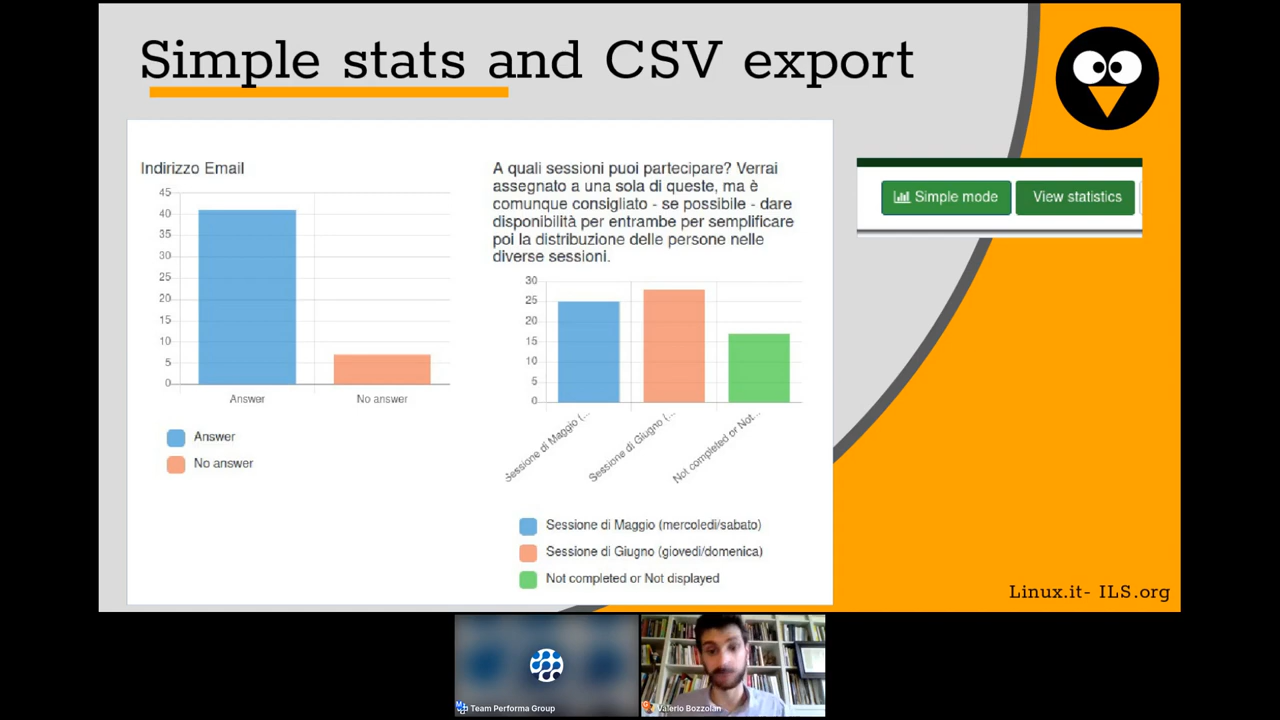 Simple stats and CSV export
Indirizzo Email
45
40
35
30
25
20
15
10
5
0
Answer
No answer
Answer
No answer
A quali sessioni puoi partecipare? Verrai
assegnato a una sola di queste, ma è
comunque consigliato - se possibile - dare
disponibilità per entrambe per semplificare
poi la distribuzione delle persone nelle
diverse sessioni.
30
25
20
15
10
5
0
Sessione di Maggio (...
Sessione di Giugno (...
Not completed or Not...
Sessione di Maggio (mercoledi/sabato)
Sessione di Giugno (giovedi/domenica)
Not completed or Not displayed
Simple mode
View statistics
Linux.it- ILS.org
Team Performa Group
Valerio Bozzolan